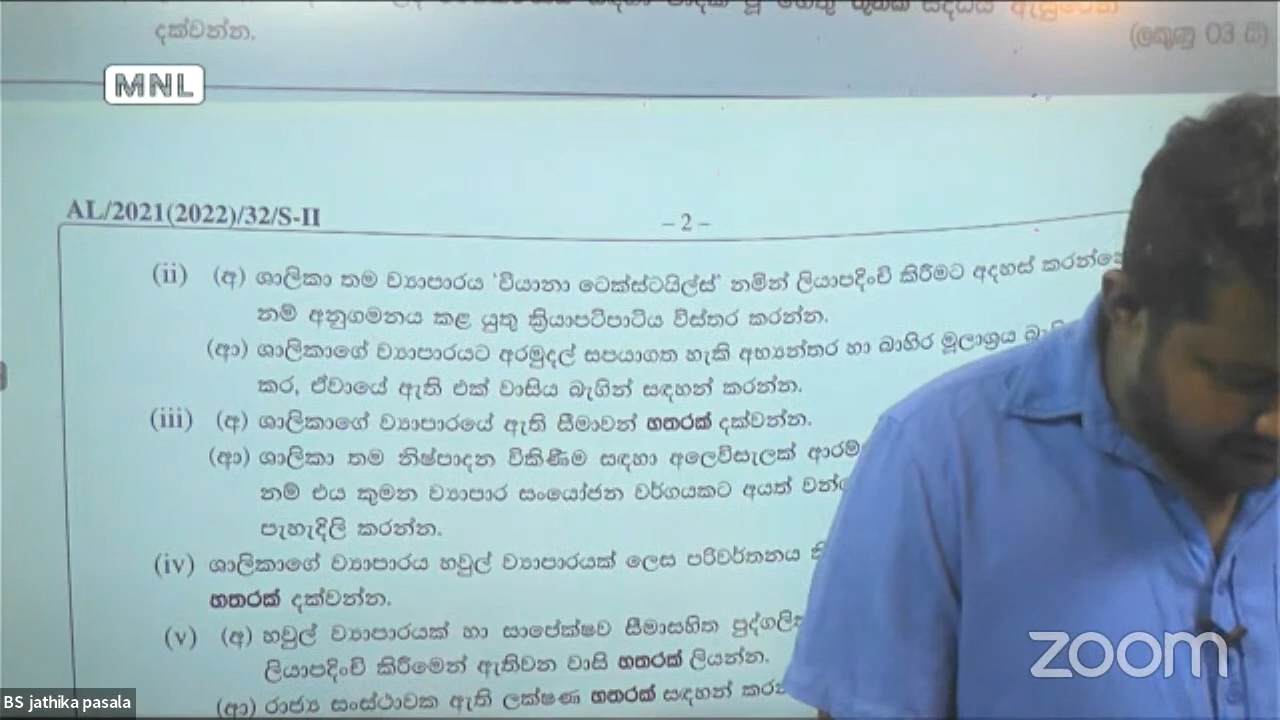 දක්වන්න.
(ලකුණු 03 යි)
MNL
AL/2021(2022)/32/S-II
– 2 –
(ii) (අ) ශාලිකා තම ව්‍යාපාරය ‘වියානා ටෙක්ස්ටයිල්ස්’ නමින් ලියාපදිංචි කිරීමට අදහස් කරන්නේ
නම් අනුගමනය කළ යුතු ක්‍රියාපටිපාටිය විස්තර කරන්න.
(ආ) ශාලිකාගේ ව්‍යාපාරයට අරමුදල් සපයාගත හැකි අභ්‍යන්තර හා බාහිර මූලාශ්‍රය
කර, ඒවායේ ඇති එක් වාසිය බැගින් සඳහන් කරන්න.
(iii) (අ) ශාලිකාගේ ව්‍යාපාරයේ ඇති සීමාවන් හතරක් දක්වන්න.
(ආ) ශාලිකා තම නිෂ්පාදන විකිණීම සඳහා අලෙවිසැලක්
නම් එය කුමන ව්‍යාපාර සංයෝජන වර්ගයකට අයත්
පැහැදිලි කරන්න.
(iv) ශාලිකාගේ ව්‍යාපාරය හවුල් ව්‍යාපාරයක් ලෙස පරිවර්තනය
හතරක් දක්වන්න.
(v) (අ) හවුල් ව්‍යාපාරයක් හා සාපේක්ෂව සීමාසහිත
ලියාපදිංචි කිරීමෙන් ඇතිවන වාසි හතරක් ලියන්න.
(ආ) රාජ්‍ය සංස්ථාවක ඇති ලක්ෂණ හතරක් සඳහන්
zoom
BS jathika pasala